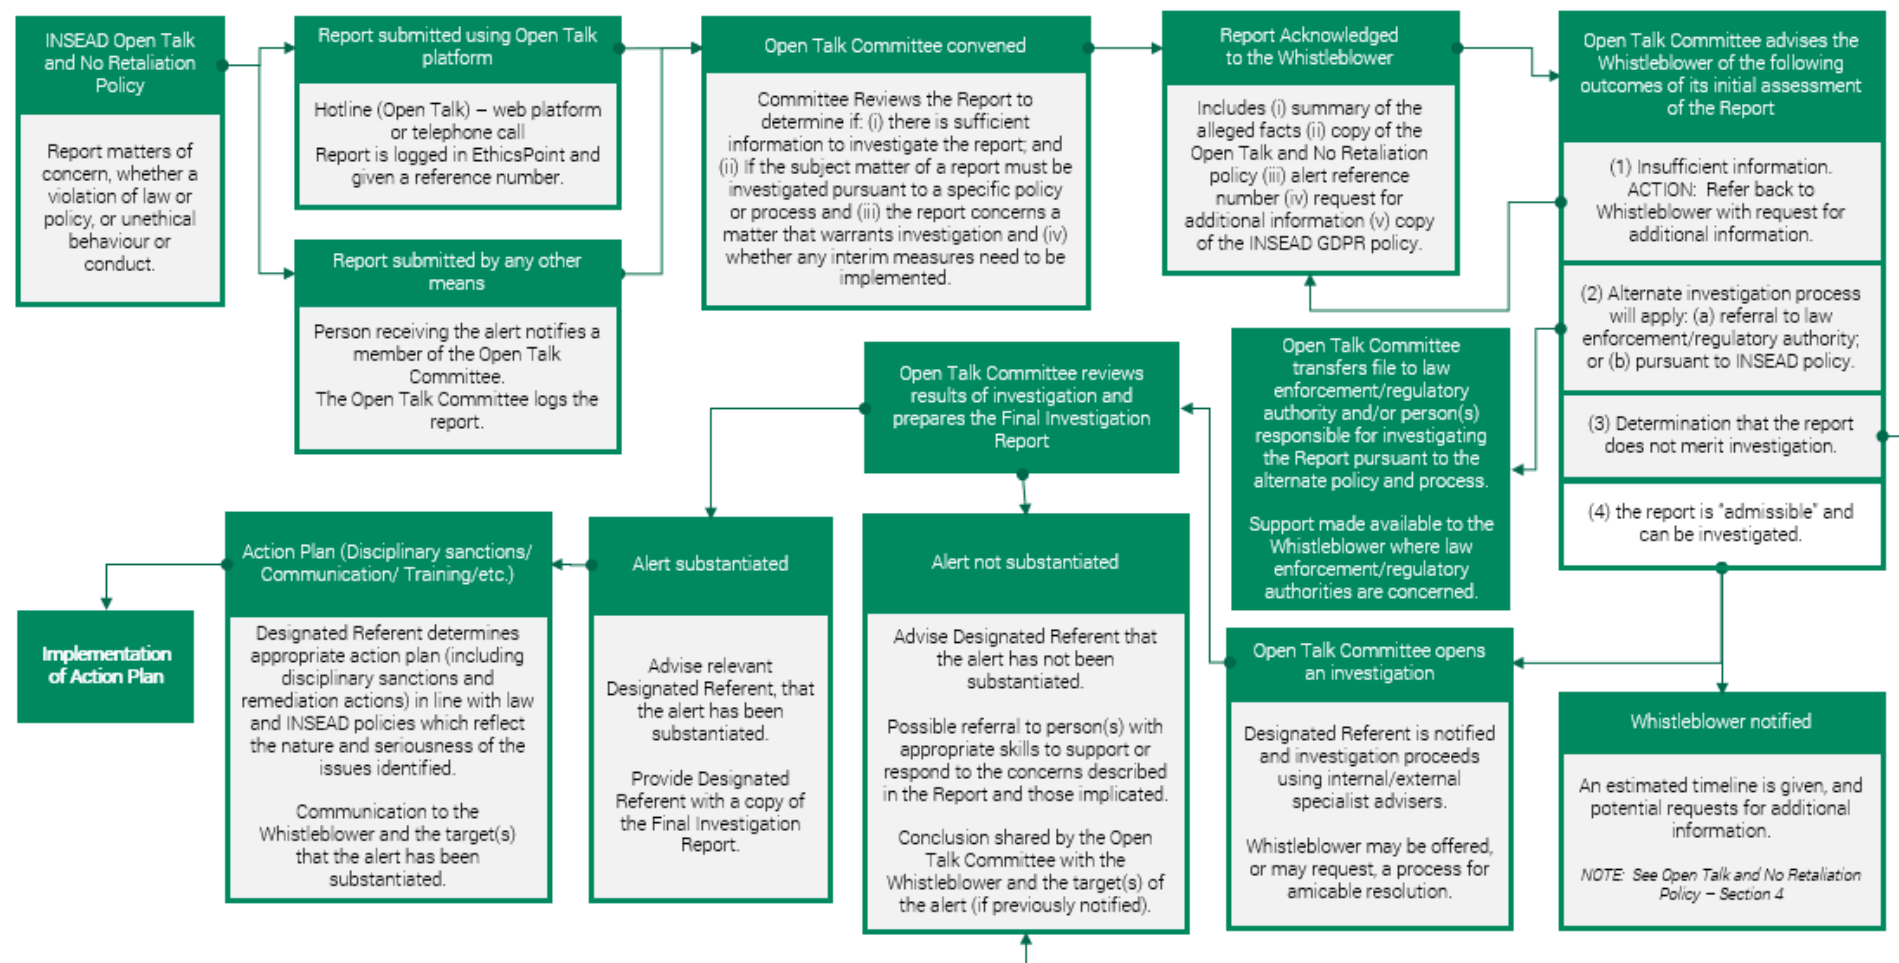 INSEAD Open Talk
and No Retaliation
Policy
Report matters of
concern, whether a
violation of law or
policy, or unethical
behaviour or
conduct.
Report submitted using Open Talk
platform
Hotline (Open Talk) – web platform
or telephone call
Report is logged in EthicsPoint and
given a reference number.
Report submitted by any other
means
Person receiving the alert notifies a
member of the Open Talk
Committee.
The Open Talk Committee logs the
report.
Open Talk Committee convened
Committee Reviews the Report to
determine if: (i) there is sufficient
information to investigate the report; and
(ii) If the subject matter of a report must be
investigated pursuant to a specific policy
or process and (iii) the report concerns a
matter that warrants investigation and (iv)
whether any interim measures need to be
implemented.
Report Acknowledged
to the Whistleblower
Includes (i) summary of the
alleged facts (ii) copy of the
Open Talk and No Retaliation
policy (iii) alert reference
number (iv) request for
additional information (v) copy
of the INSEAD GDPR policy.
Open Talk Committee advises the
Whistleblower of the following
outcomes of its initial assessment
of the Report
(1) Insufficient information.
ACTION: Refer back to
Whistleblower with request for
additional information.
(2) Alternate investigation process
will apply: (a) referral to law
enforcement/regulatory authority;
or (b) pursuant to INSEAD policy.
(3) Determination that the report
does not merit investigation.
(4) the report is "admissible" and
can be investigated.
Open Talk Committee
transfers file to law
enforcement/regulatory
authority and/or person(s)
responsible for investigating
the Report pursuant to the
alternate policy and process.
Support made available to the
Whistleblower where law
enforcement/regulatory
authorities are concerned.
Whistleblower notified
An estimated timeline is given, and
potential requests for additional
information.
NOTE: See Open Talk and No Retaliation
Policy – Section 4
Open Talk Committee opens
an investigation
Designated Referent is notified
and investigation proceeds
using internal/external
specialist advisers.
Whistleblower may be offered,
or may request, a process for
amicable resolution.
Open Talk Committee reviews
results of investigation and
prepares the Final Investigation
Report
Alert not substantiated
Advise Designated Referent that
the alert has not been
substantiated.
Possible referral to person(s) with
appropriate skills to support or
respond to the concerns described
in the Report and those implicated.
Conclusion shared by the Open
Talk Committee with the
Whistleblower and the target(s) of
the alert (if previously notified).
Alert substantiated
Advise relevant
Designated Referent, that
the alert has been
substantiated.
Provide Designated
Referent with a copy of
the Final Investigation
Report.
Action Plan (Disciplinary sanctions/
Communication/ Training/etc.)
Designated Referent determines
appropriate action plan (including
disciplinary sanctions and
remediation actions) in line with law
and INSEAD policies which reflect
the nature and seriousness of the
issues identified.
Communication to the
Whistleblower and the target(s)
that the alert has been
substantiated.
Implementation
of Action Plan